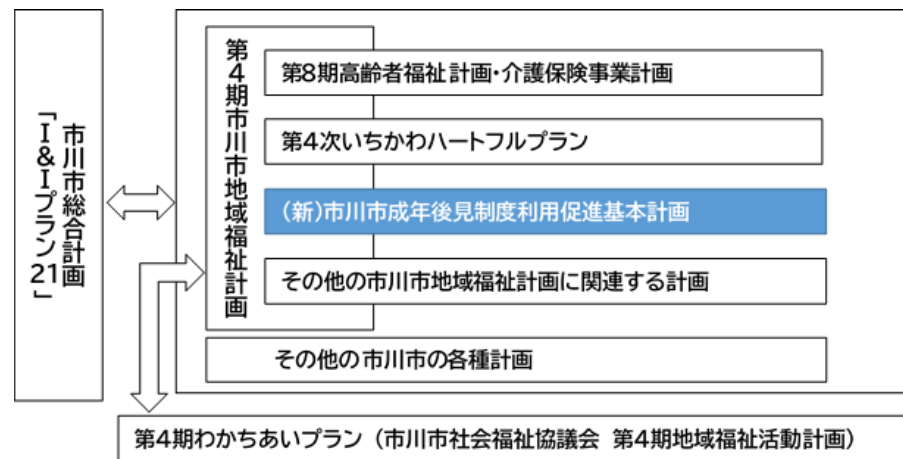 市川市総合計画
「I&Iプラン21」
第4期市川市地域福祉計画
第8期高齢者福祉計画・介護保険事業計画
第4次いちかわハートフルプラン
(新)市川市成年後見制度利用促進基本計画
その他の市川市地域福祉計画に関連する計画
その他の市川市の各種計画
第4期わかちあいプラン (市川市社会福祉協議会 第4期地域福祉活動計画)